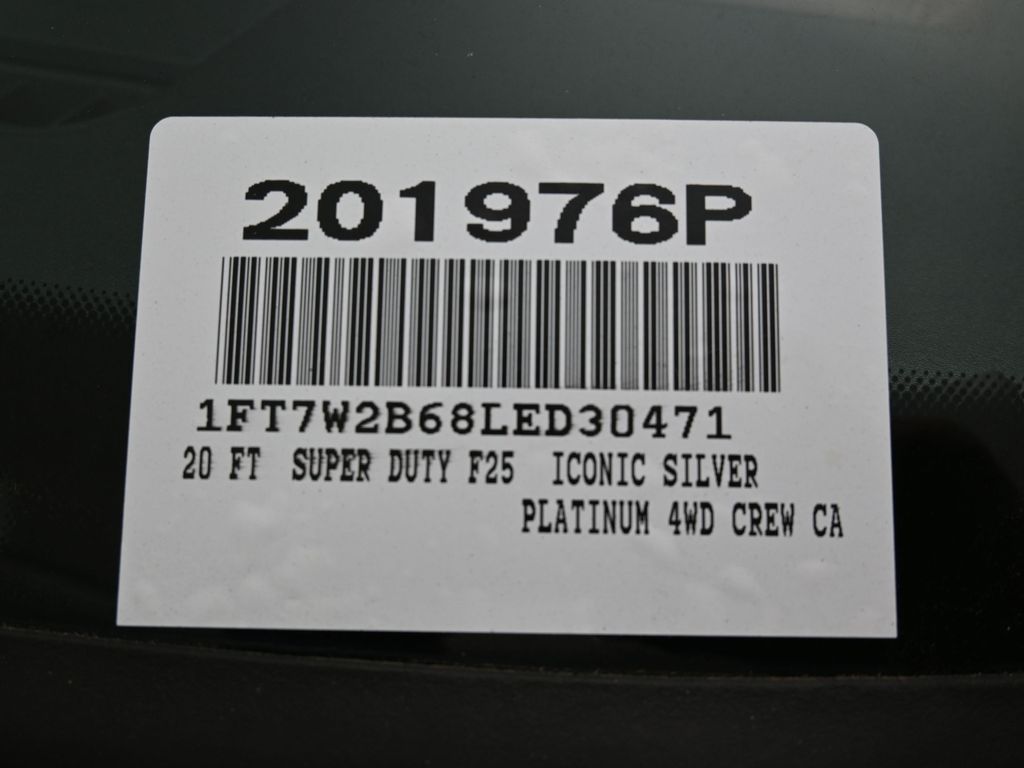 201976P
1FT7W2B68LED30471
20 FT SUPER DUTY F25 ICONIC SILVER
PLATINUM 4WD CREW CA